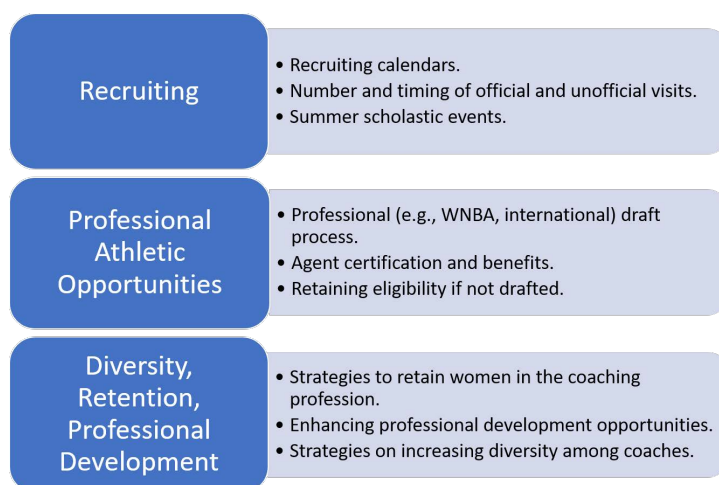 Recruiting
• Recruiting calendars.
• Number and timing of official and unofficial visits.
• Summer scholastic events.
Professional
Athletic
Opportunities
• Professional (e.g., WNBA, international) draft
process.
• Agent certification and benefits.
• Retaining eligibility if not drafted.
Diversity,
Retention,
Professional
Development
• Strategies to retain women in the coaching
profession.
• Enhancing professional development opportunities.
• Strategies on increasing diversity among coaches.